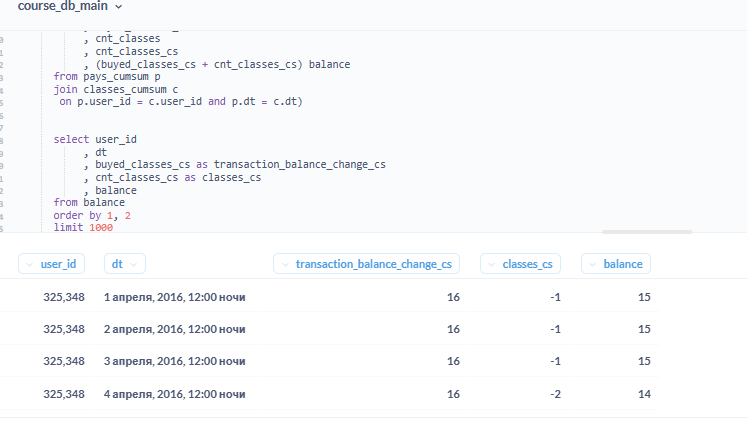 course_db_main
, cnt_classes
, cnt_classes_cs
, (buyed_classes_cs + cnt_classes_cs) balance
from pays_cumsum p
join classes_cumsum c
on p.user_id = c.user_id and p.dt = c.dt)
select user_id
, dt
, buyed_classes_cs as transaction_balance_change_cs
, cnt_classes_cs as classes_cs
, balance
from balance
order by 1, 2
limit 1000
user_id dt transaction_balance_change_cs classes_cs balance
325,348 1 апреля, 2016, 12:00 ночи 16 -1 15
325,348 2 апреля, 2016, 12:00 ночи 16 -1 15
325,348 3 апреля, 2016, 12:00 ночи 16 -1 15
325,348 4 апреля, 2016, 12:00 ночи 16 -2 14